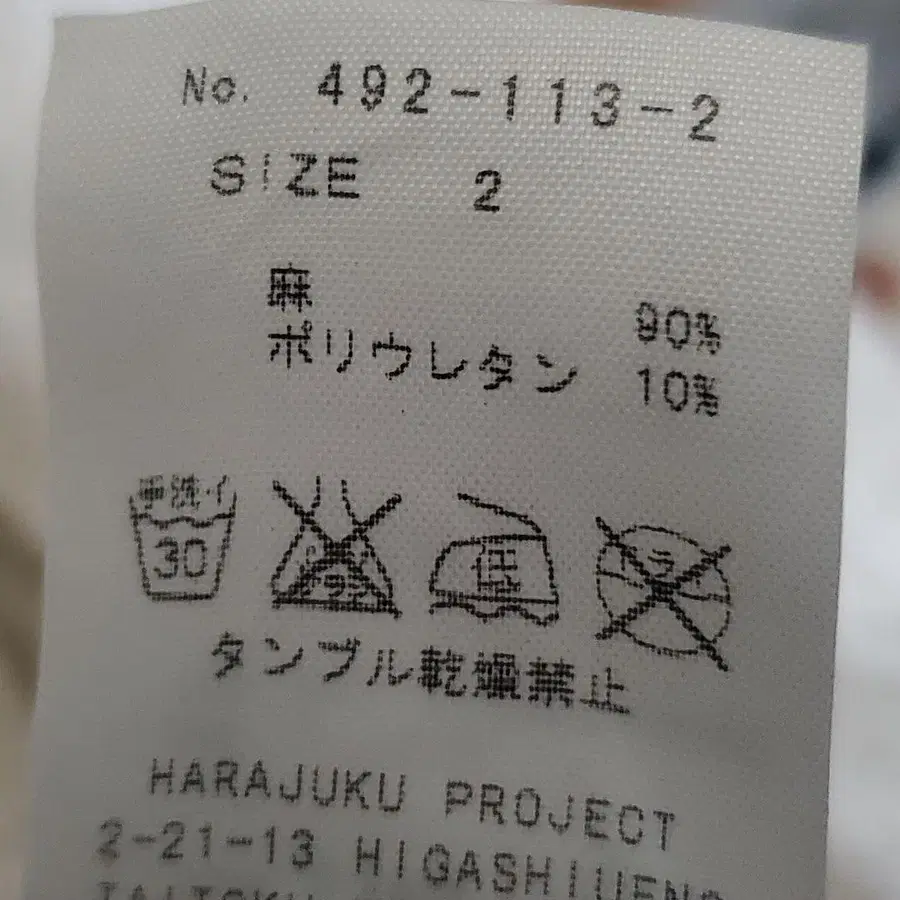 No. 492-113-2
SIZE 2
麻 90%
ポリウレタン 10%
手洗イ
30
低
タンブル乾燥禁止
HARAJUKU PROJECT
2-21-13 HIGASHIUENO